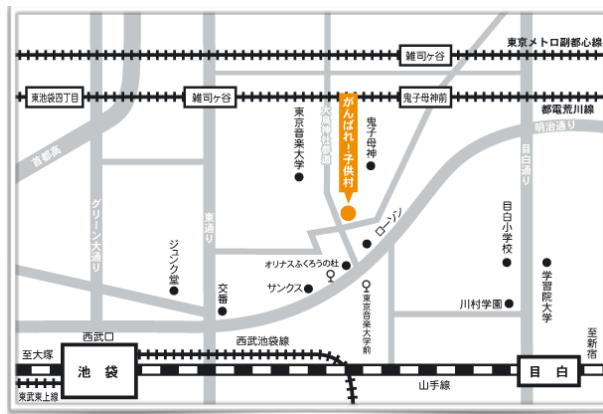 東京メトロ副都心線
雑司ヶ谷
東池袋四丁目
雑司ヶ谷
鬼子母神前
都電荒川線
首都高
グリーン大通り
東通り
東京音楽大学
大鳥神社参道
がんばれ!子供村
鬼子母神
明治通り
目白通り
ジュンク堂
交番
オリナスふくろうの杜
サンクス
ローソン
東京音楽大学前
目白小学校
学習院大学
川村学園
西武口
至大塚
池袋
西武池袋線
東武東上線
山手線
目白
至新宿